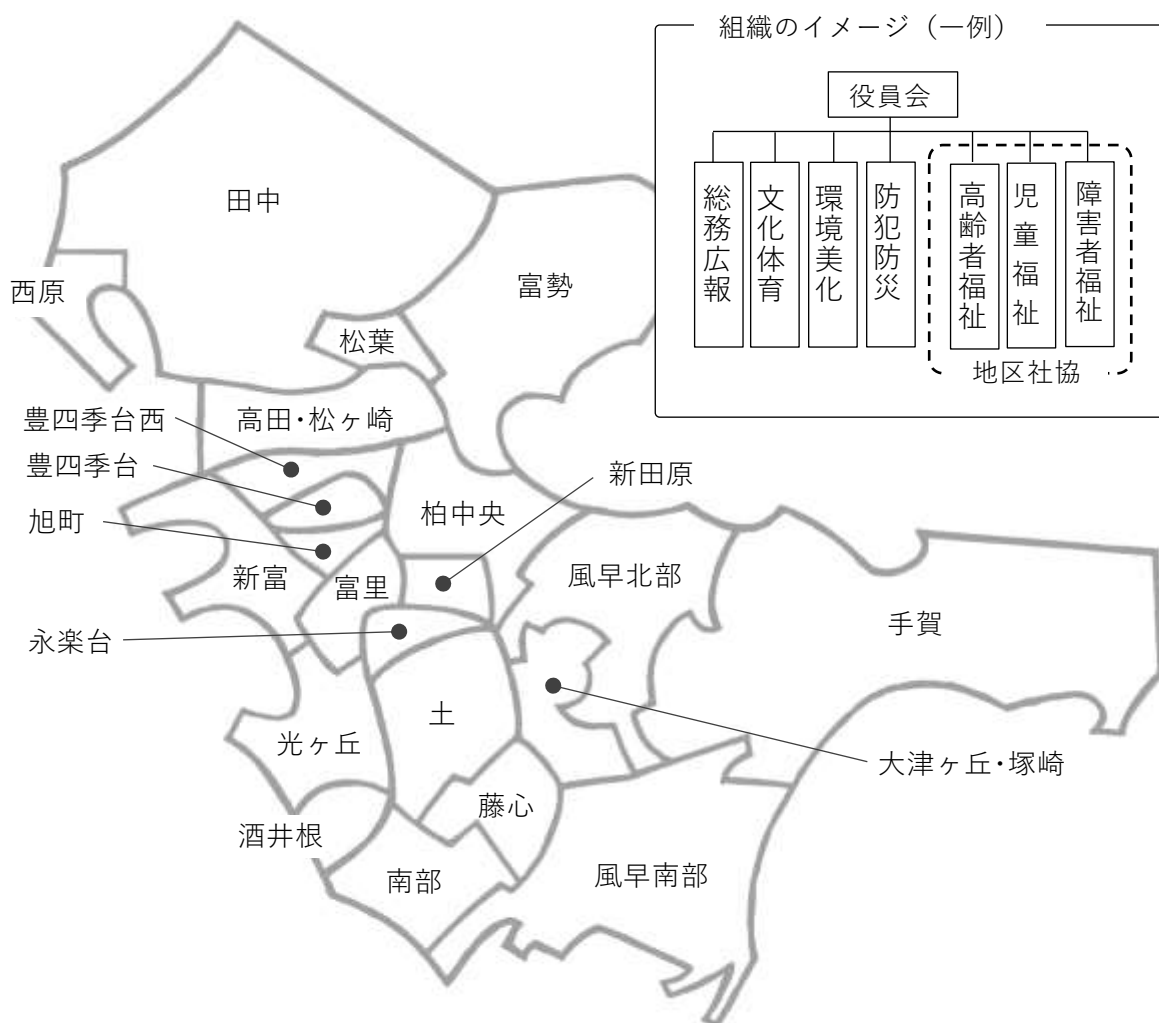 組織のイメージ（一例）
役員会
総務広報
文化体育
環境美化
防犯防災
高齢者福祉
児童福祉
障害者福祉
地区社協
田中
西原
富勢
松葉
豊四季台西
高田・松ヶ崎
豊四季台
新田原
旭町
柏中央
新富
富里
風早北部
手賀
永楽台
土
光ヶ丘
大津ヶ丘・塚崎
藤心
酒井根
南部
風早南部